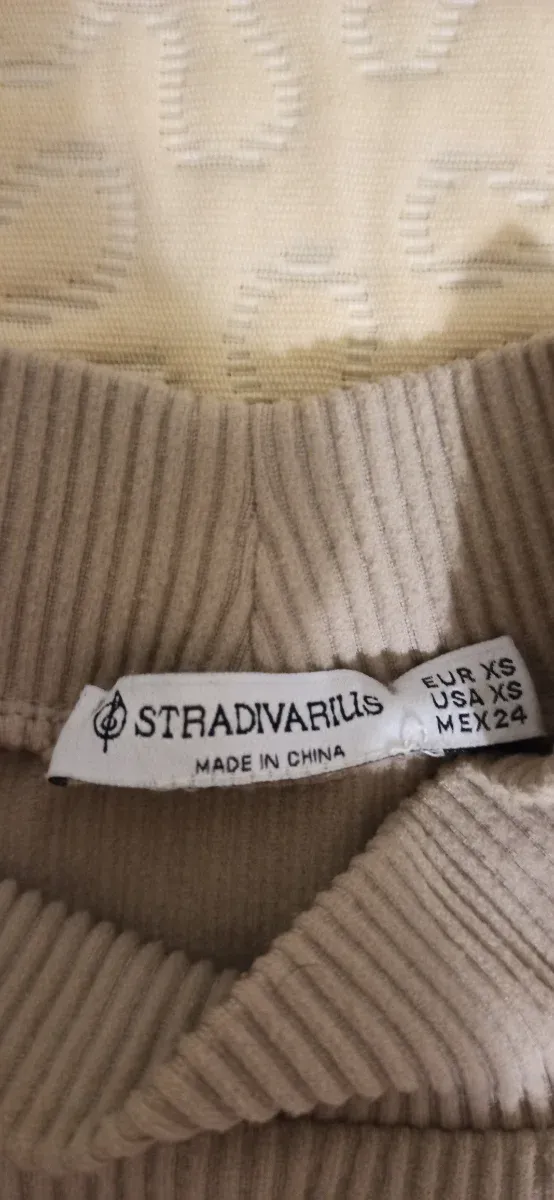 STRADIVARIUS
MADE IN CHINA
EUR XS
USA XS
MEX 24